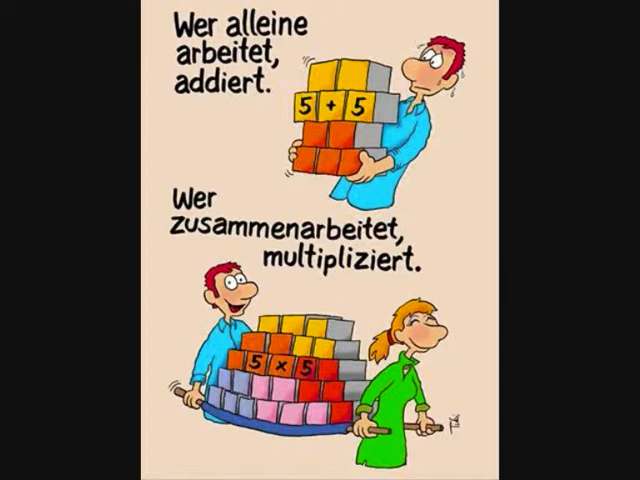 Wer alleine
arbeitet,
addiert.
5 + 5
Wer
zusammenarbeitet,
multipliziert.
5 x 5